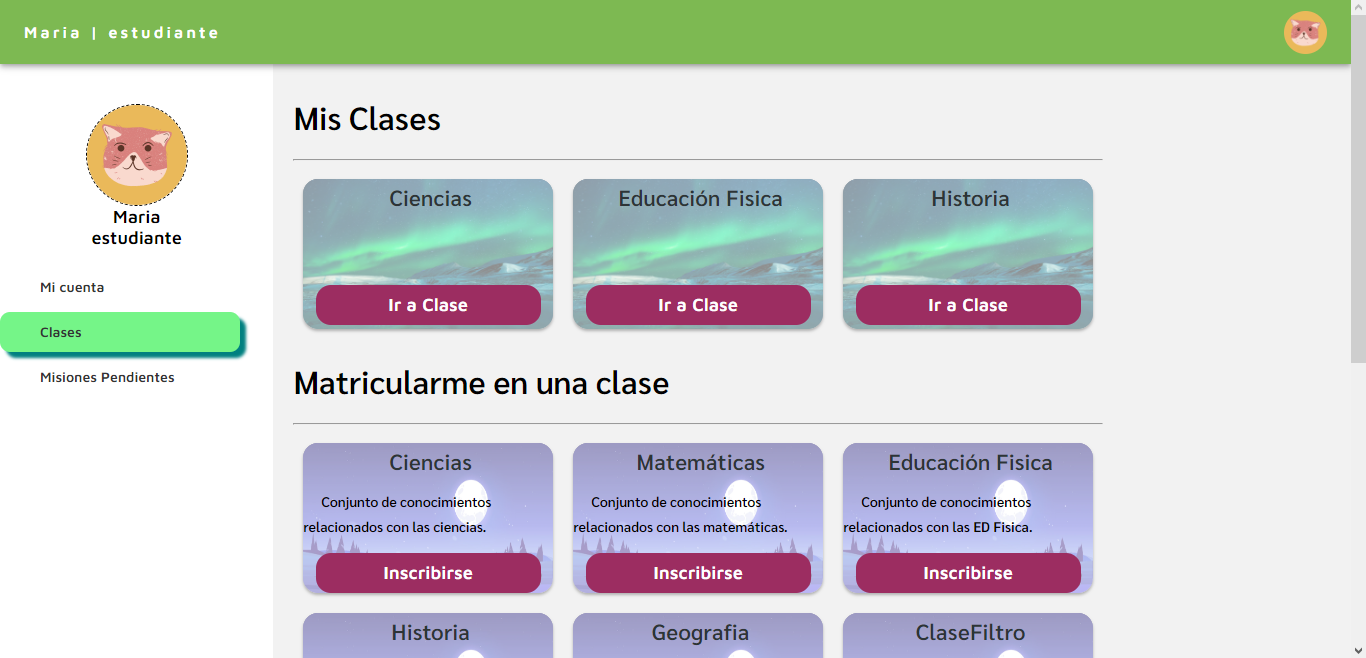 Maria | estudiante
Maria
estudiante
Mi cuenta
Clases
Misiones Pendientes
Mis Clases
Ciencias
Educación Fisica
Historia
Ir a Clase
Ir a Clase
Ir a Clase
Matricularme en una clase
Ciencias
Conjunto de conocimientos
relacionados con las ciencias.
Inscribirse
Matemáticas
Conjunto de conocimientos
relacionados con las matemáticas.
Inscribirse
Educación Fisica
Conjunto de conocimientos
relacionados con las ED Fisica.
Inscribirse
Historia
Geografia
ClaseFiltro